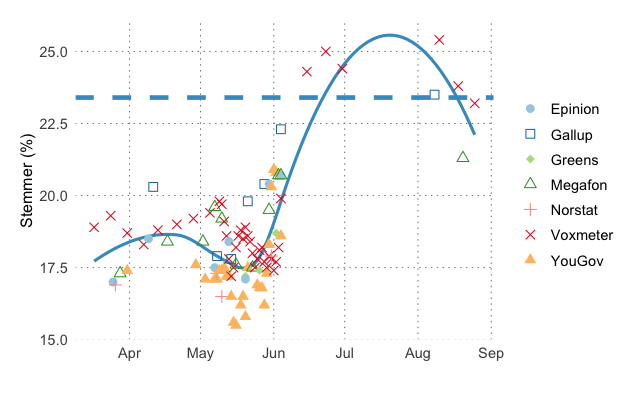 Stemmer (%)
25.0
22.5
20.0
17.5
15.0
Apr May Jun Jul Aug Sep
Epinion
Gallup
Greens
Megafon
Norstat
Voxmeter
YouGov